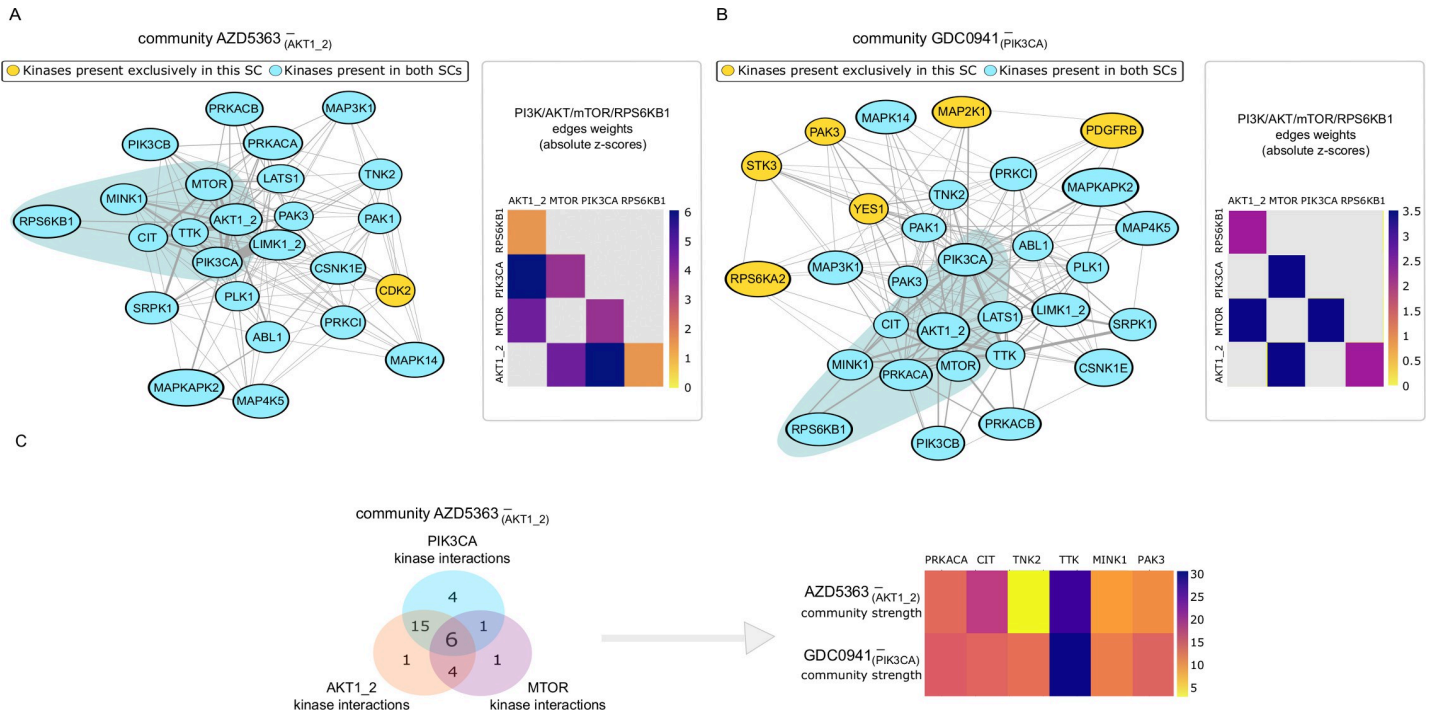 A
community AZD5363 ‾(AKT1_2)
Kinases present exclusively in this SC Kinases present in both SCs
PRKACB
MAP3K1
PIK3CB
PRKACA
MTOR
LATS1
TNK2
MINK1
RPS6KB1
AKT1_2
PAK3
PAK1
CIT
TTK
LIMK1_2
PIK3CA
CSNK1E
CDK2
SRPK1
PLK1
PRKCI
ABL1
MAPK14
MAPKAPK2
MAP4K5
PI3K/AKT/mTOR/RPS6KB1
edges weights
(absolute z-scores)
AKT1_2 MTOR PIK3CA RPS6KB1
RPS6KB1
PIK3CA
MTOR
AKT1_2
6
5
4
3
2
1
0
B
community GDC0941 ‾(PIK3CA)
Kinases present exclusively in this SC Kinases present in both SCs
MAPK14
MAP2K1
PAK3
PDGFRB
STK3
PRKCI
TNK2
MAPKAPK2
YES1
PAK1
ABL1
MAP4K5
PIK3CA
MAP3K1
PLK1
RPS6KA2
PAK3
LIMK1_2
CIT
AKT1_2
LATS1
SRPK1
TTK
MINK1
PRKACA
MTOR
CSNK1E
RPS6KB1
PIK3CB
PRKACB
PI3K/AKT/mTOR/RPS6KB1
edges weights
(absolute z-scores)
AKT1_2 MTOR PIK3CA RPS6KB1
RPS6KB1
PIK3CA
MTOR
AKT1_2
3.5
3
2.5
2
1.5
1
0.5
0
C
community AZD5363 ‾(AKT1_2)
PIK3CA
kinase interactions
4
15
1
6
1
4
1
AKT1_2
kinase interactions
MTOR
kinase interactions
PRKACA CIT TNK2 TTK MINK1 PAK3
AZD5363 ‾(AKT1_2)
community strength
GDC0941 ‾(PIK3CA)
community strength
30
25
20
15
10
5